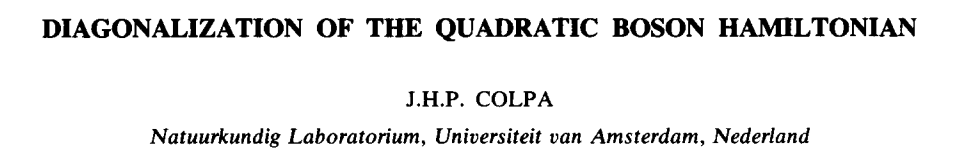 DIAGONALIZATION OF THE QUADRATIC BOSON HAMILTONIAN
J.H.P. COLPA
Natuurkundig Laboratorium, Universiteit van Amsterdam, Nederland